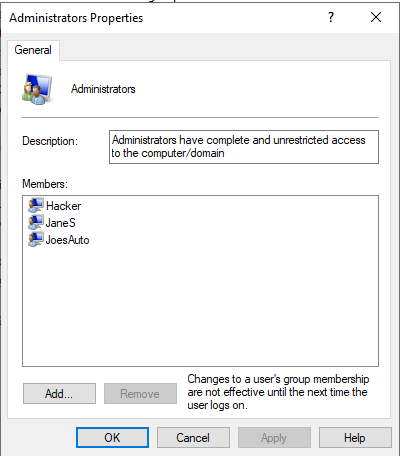 Administrators Properties
General
Administrators
Description:
Administrators have complete and unrestricted access
to the computer/domain
Members:
Hacker
JaneS
JoesAuto
Add...
Remove
Changes to a user's group membership
are not effective until the next time the
user logs on.
OK
Cancel
Apply
Help